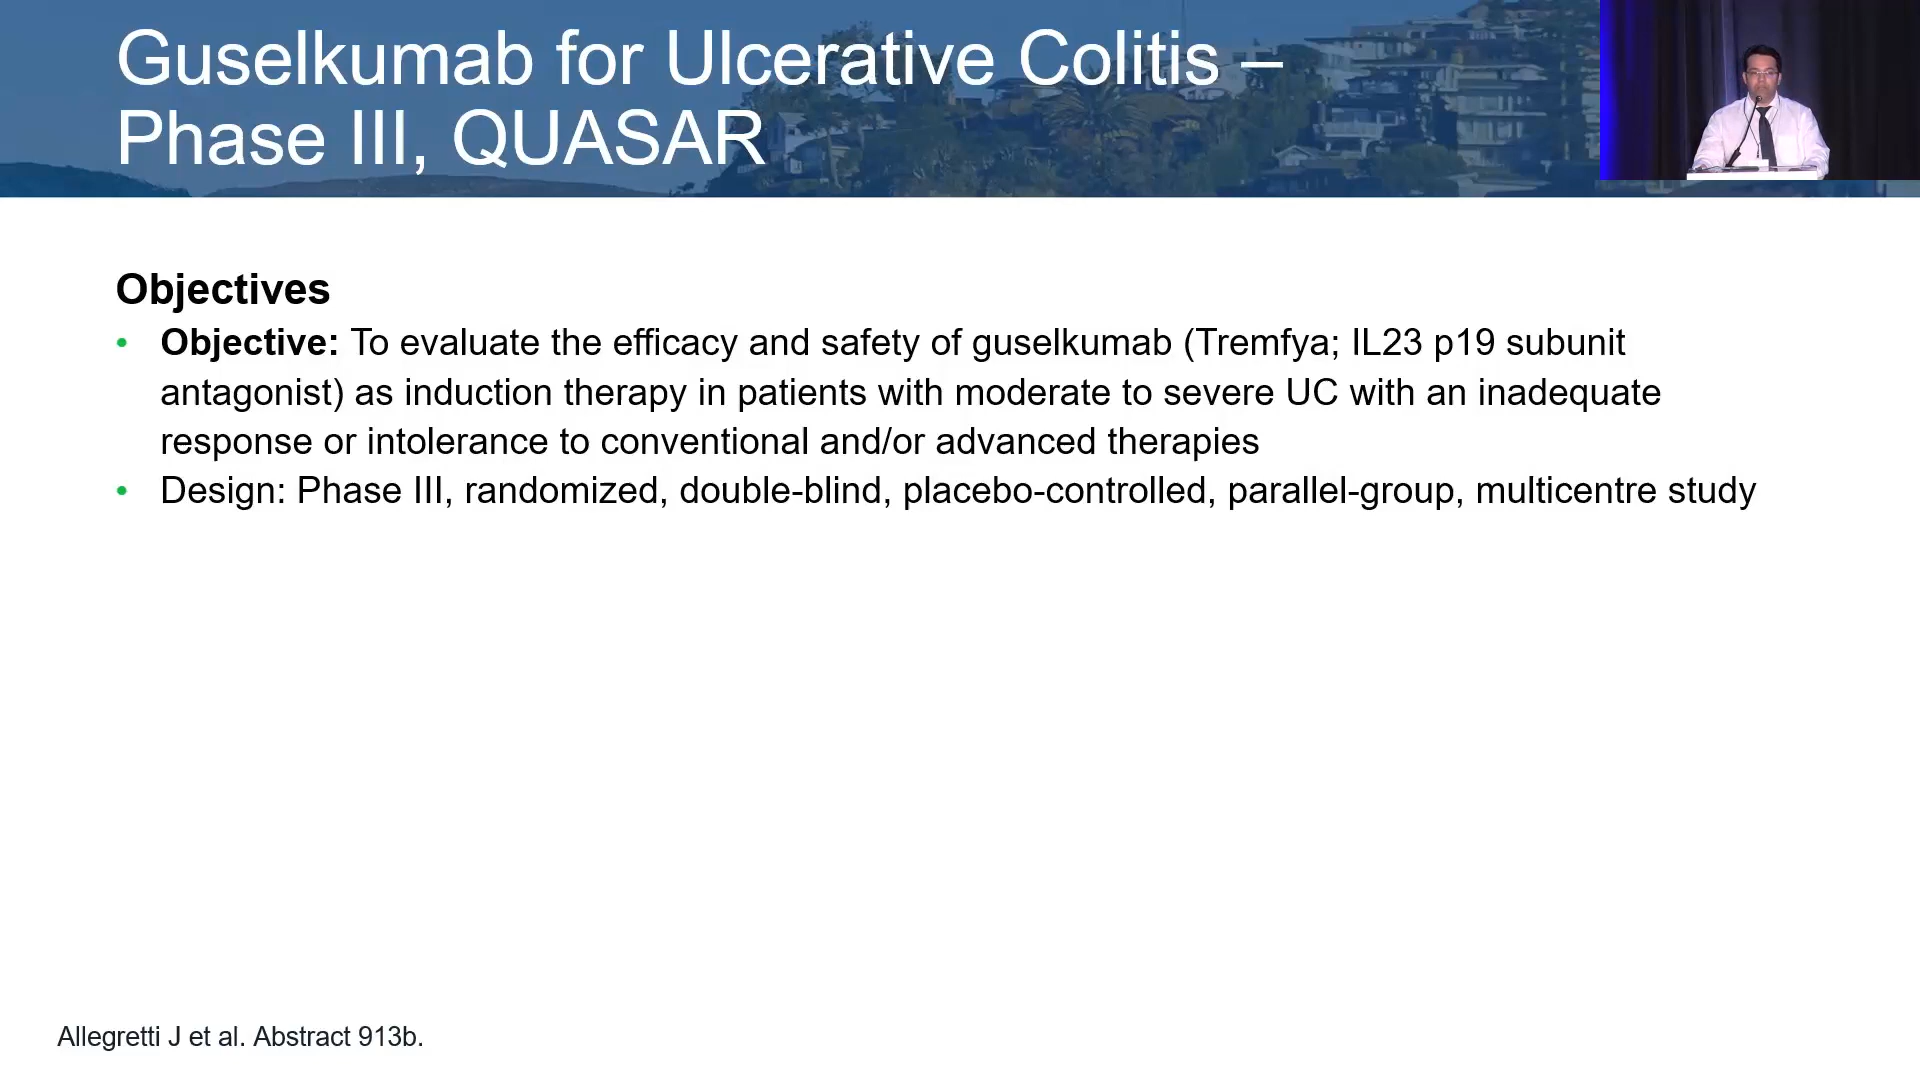 Guselkumab for Ulcerative Colitis –
Phase III, QUASAR
Objectives
• Objective: To evaluate the efficacy and safety of guselkumab (Tremfya; IL23 p19 subunit
antagonist) as induction therapy in patients with moderate to severe UC with an inadequate
response or intolerance to conventional and/or advanced therapies
• Design: Phase III, randomized, double-blind, placebo-controlled, parallel-group, multicentre study
Allegretti J et al. Abstract 913b.